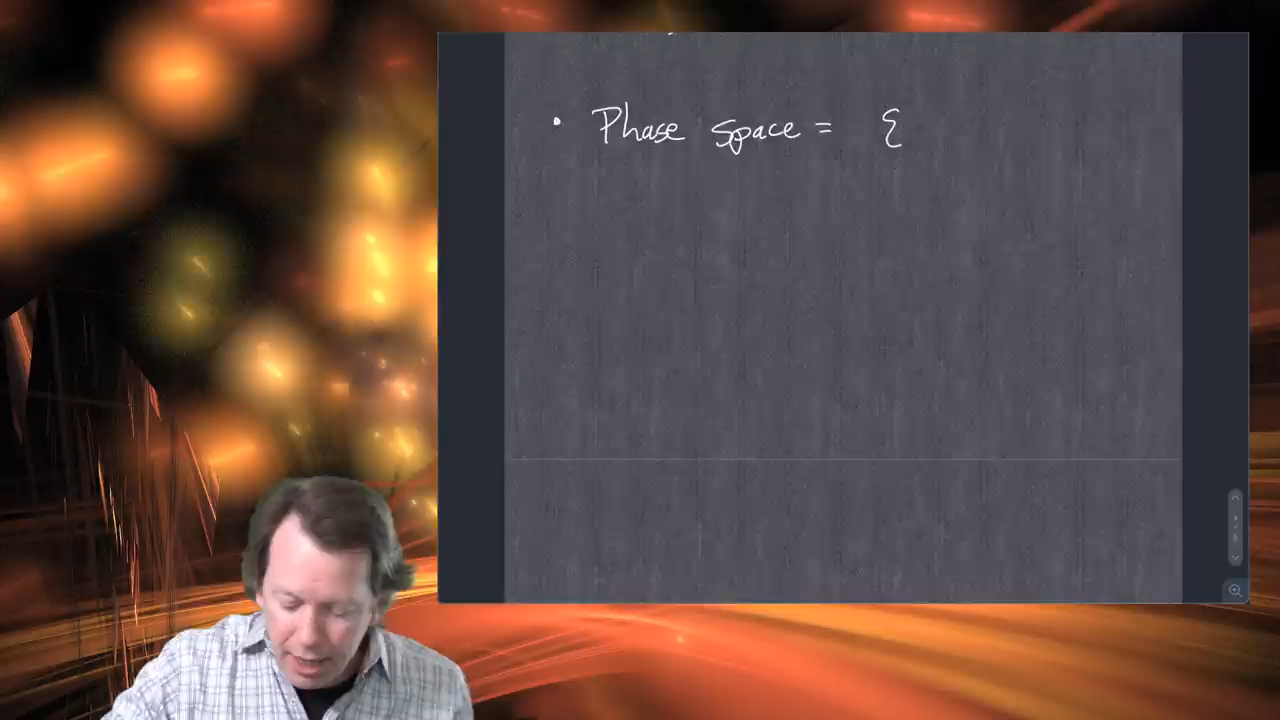 • Phase space = {